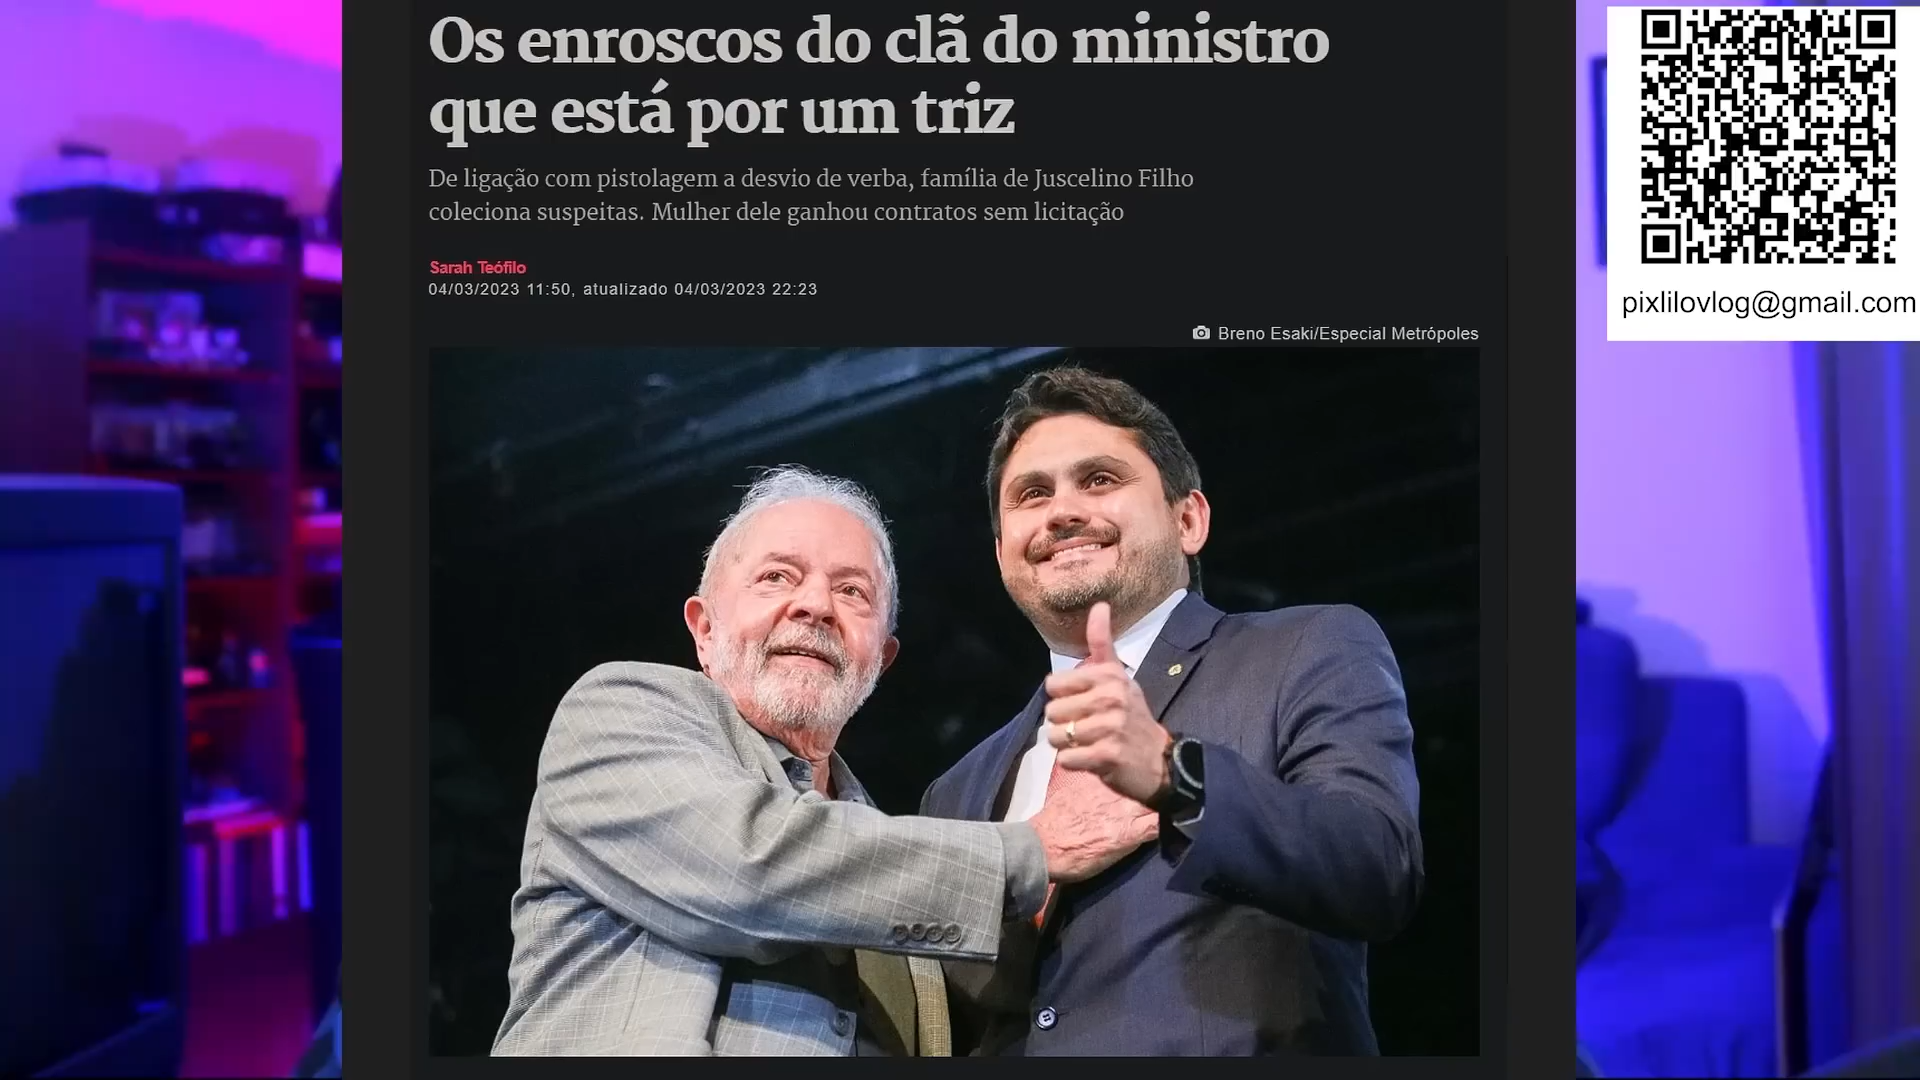 Os enroscos do clã do ministro
que está por um triz
De ligação com pistolagem a desvio de verba, família de Juscelino Filho
coleciona suspeitas. Mulher dele ganhou contratos sem licitação
Sarah Teófilo
04/03/2023 11:50, atualizado 04/03/2023 22:23
Breno Esaki/Especial Metrópoles
pixlilovlog@gmail.com